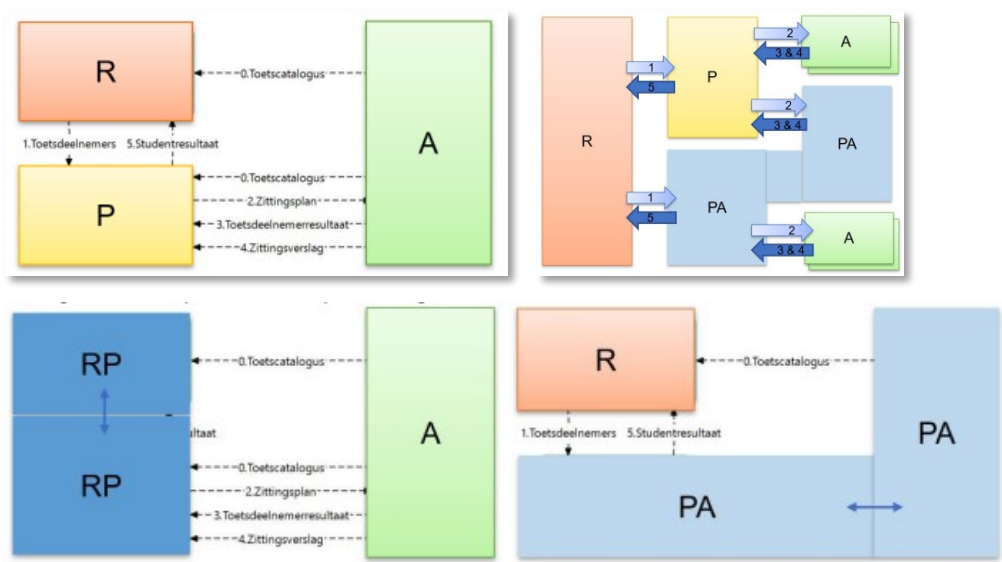 R
0.Toetscatalogus
1.Toetsdeelnemers 5.Studentresultaat
A
0.Toetscatalogus
P
2.Zittingsplan
3.Toetsdeelnemerresultaat
4.Zittingsverslag
2
A
3 & 4
1
P
5
2
3 & 4
R
PA
1
PA
5
2
A
3 & 4
RP
0.Toetscatalogus
ltaat
A
0.Toetscatalogus
RP
2.Zittingsplan
3.Toetsdeelnemerresultaat
4.Zittingsverslag
R
0.Toetscatalogus
1.Toetsdeelnemers 5.Studentresultaat
PA
PA